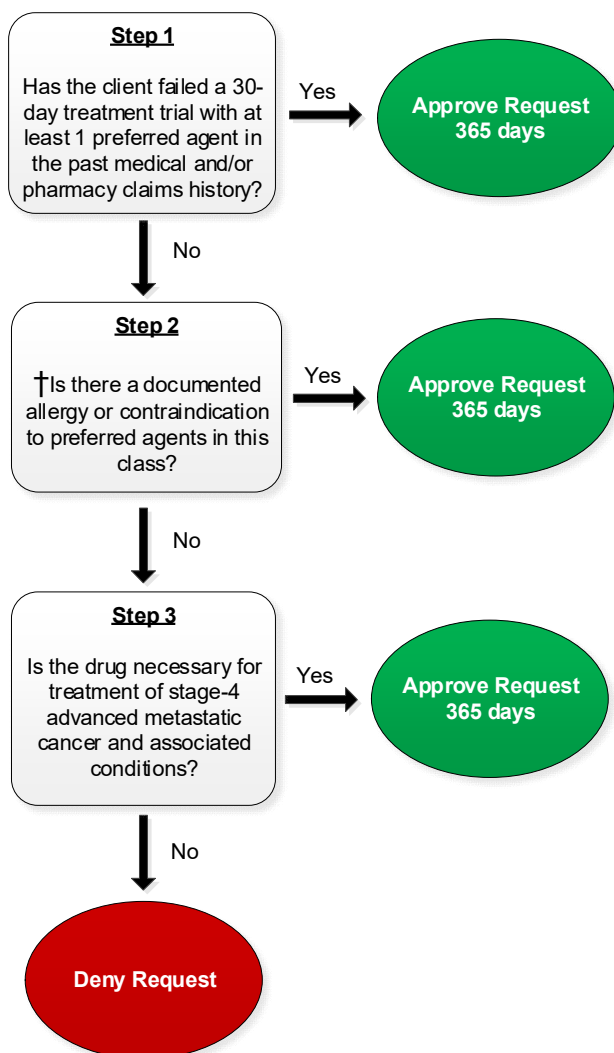 Step 1
Has the client failed a 30-
day treatment trial with at
least 1 preferred agent in
the past medical and/or
pharmacy claims history?
Yes
Approve Request
365 days
No
Step 2
†Is there a documented
allergy or contraindication
to preferred agents in this
class?
Yes
Approve Request
365 days
No
Step 3
Is the drug necessary for
treatment of stage-4
advanced metastatic
cancer and associated
conditions?
Yes
Approve Request
365 days
No
Deny Request